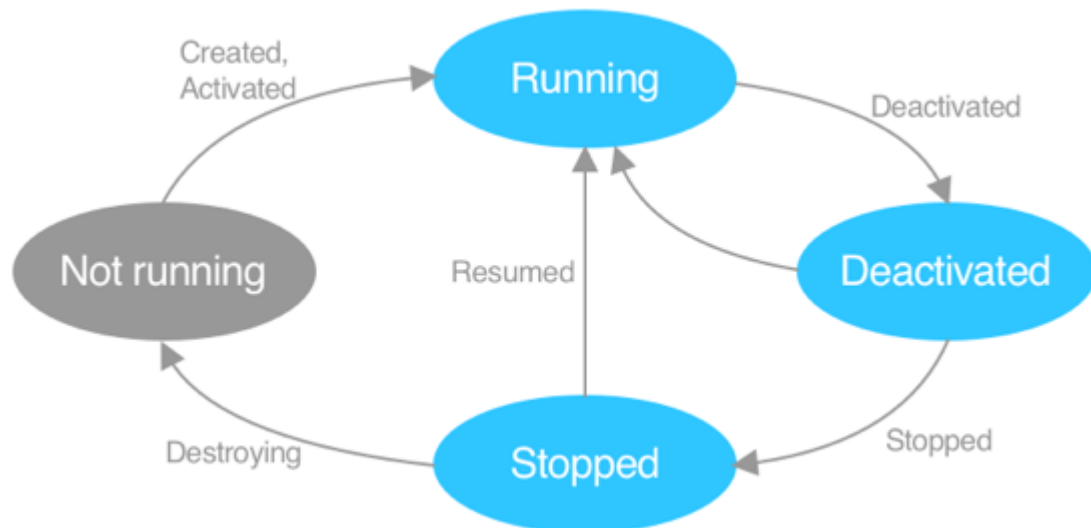 Created,
Activated
Running
Deactivated
Not running
Resumed
Deactivated
Destroying
Stopped
Stopped